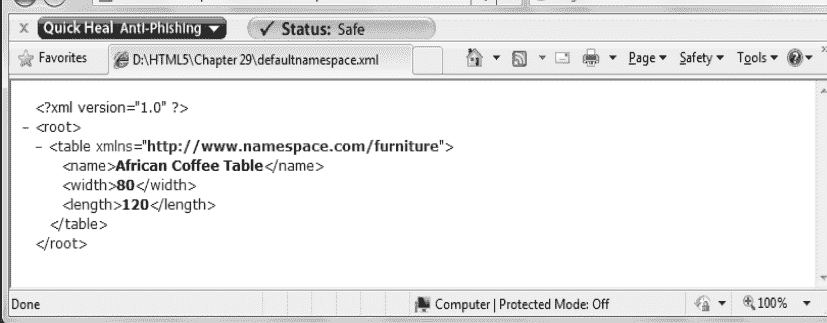 x Quick Heal Anti-Phishing ▼ ✓ Status: Safe
Favorites D:\HTML5\Chapter 29\defaultnamespace.xml Page ▼ Safety ▼ Tools ▼ »
<?xml version="1.0" ?>
- <root>
- <table xmlns="http://www.namespace.com/furniture">
<name>African Coffee Table</name>
<width>80</width>
<length>120</length>
</table>
</root>
Done Computer | Protected Mode: Off 100% ▼